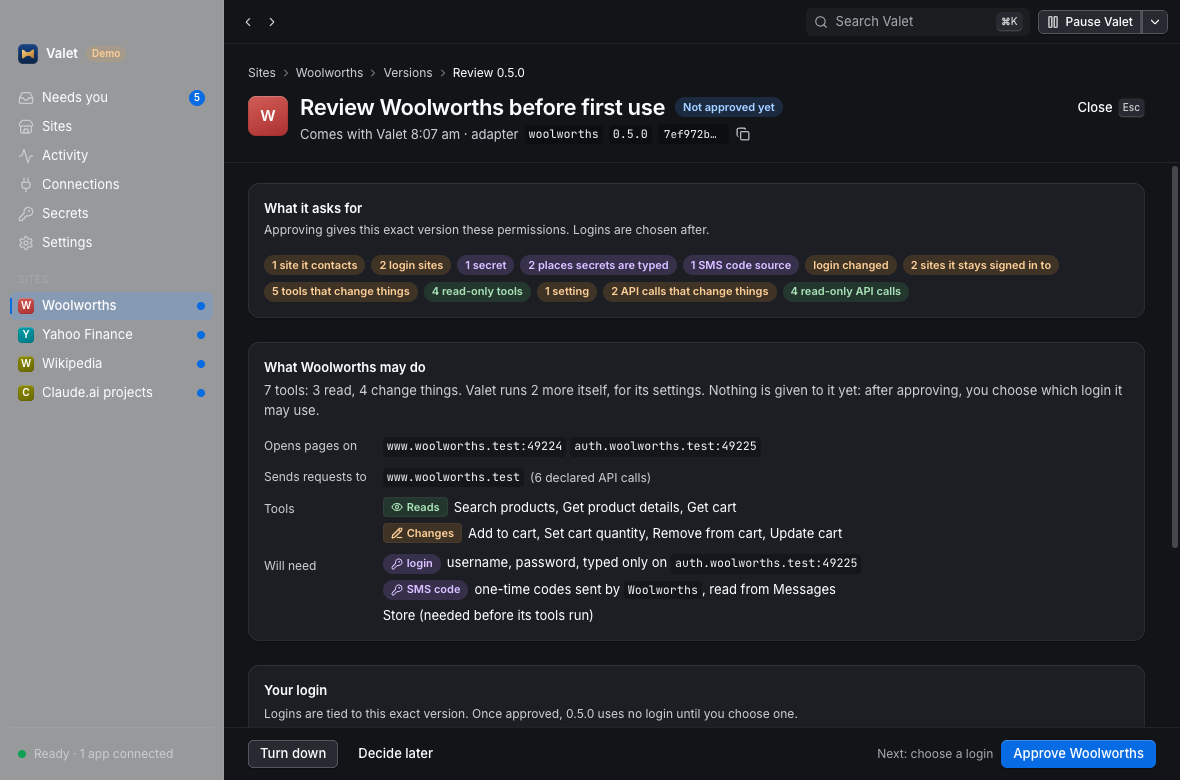 Search Valet
⌘K
Pause Valet
Valet
Demo
Needs you
5
Sites
Activity
Connections
Secrets
Settings
SITES
W
Woolworths
Y
Yahoo Finance
W
Wikipedia
C
Claude.ai projects
Ready · 1 app connected
Sites
Woolworths
Versions
Review 0.5.0
W
Review Woolworths before first use
Not approved yet
Close
Esc
Comes with Valet 8:07 am · adapter woolworths 0.5.0 7ef972b…
What it asks for
Approving gives this exact version these permissions. Logins are chosen after.
1 site it contacts
2 login sites
1 secret
2 places secrets are typed
1 SMS code source
login changed
2 sites it stays signed in to
5 tools that change things
4 read-only tools
1 setting
2 API calls that change things
4 read-only API calls
What Woolworths may do
7 tools: 3 read, 4 change things. Valet runs 2 more itself, for its settings. Nothing is given to it yet: after approving, you choose which login it
may use.
Opens pages on www.woolworths.test:49224 auth.woolworths.test:49225
Sends requests to www.woolworths.test (6 declared API calls)
Tools
Reads Search products, Get product details, Get cart
Changes Add to cart, Set cart quantity, Remove from cart, Update cart
Will need
login username, password, typed only on auth.woolworths.test:49225
SMS code one-time codes sent by Woolworths, read from Messages
Store (needed before its tools run)
Your login
Logins are tied to this exact version. Once approved, 0.5.0 uses no login until you choose one.
Turn down
Decide later
Next: choose a login
Approve Woolworths